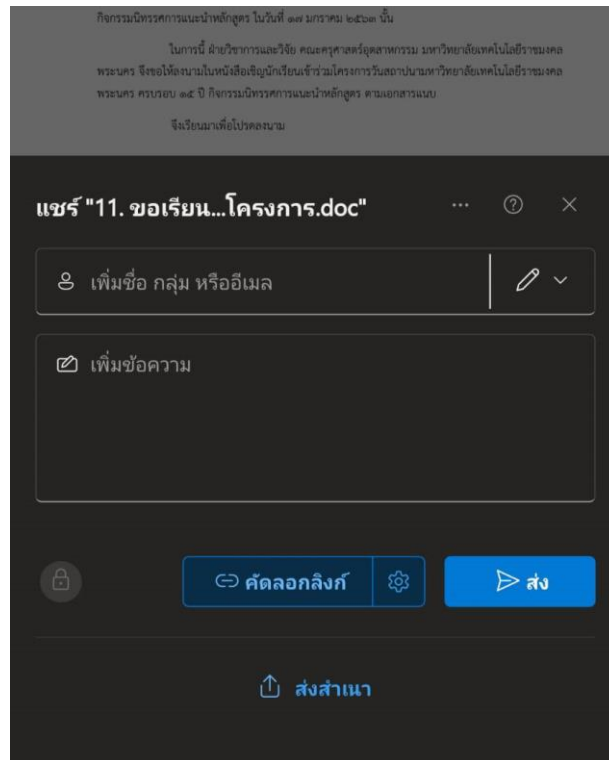 กิจกรรมนิทรรศการแนะนำหลักสูตร ในวันที่ ๑๗ มกราคม ๒๕๖๓ นั้น
ในการนี้ ฝ่ายวิชาการและวิจัย คณะครุศาสตร์อุตสาหกรรม มหาวิทยาลัยเทคโนโลยีราชมงคล
พระนคร จึงขอให้ลงนามในหนังสือเชิญนักเรียนเข้าร่วมโครงการวันสถาปนามหาวิทยาลัยเทคโนโลยีราชมงคล
พระนคร ครบรอบ ๑๕ ปี กิจกรรมนิทรรศการแนะนำหลักสูตร ตามเอกสารแนบ
จึงเรียนมาเพื่อโปรดลงนาม
แชร์ "11. ขอเรียน...โครงการ.doc"
เพิ่มชื่อ กลุ่ม หรืออีเมล
เพิ่มข้อความ
คัดลอกลิงก์
ส่ง
ส่งสำเนา